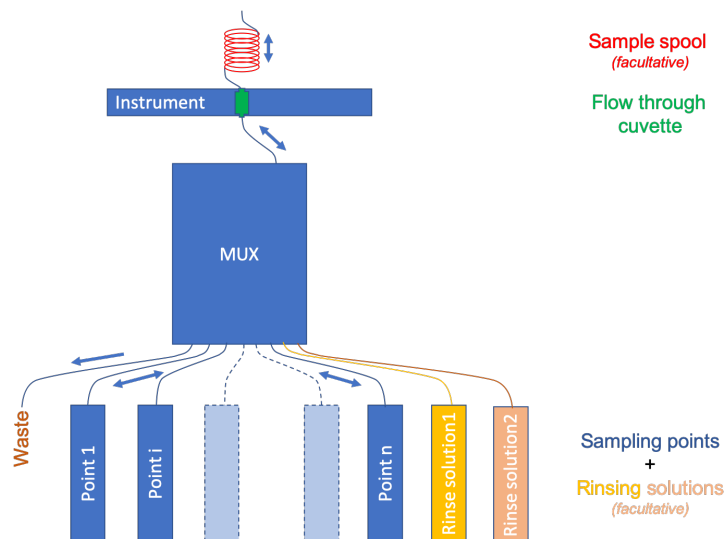 Sample spool
(facultative)
Instrument
Flow through
cuvette
MUX
Waste
Point 1
Point i
Point n
Rinse solution1
Rinse solution2
Sampling points
+
Rinsing solutions
(facultative)